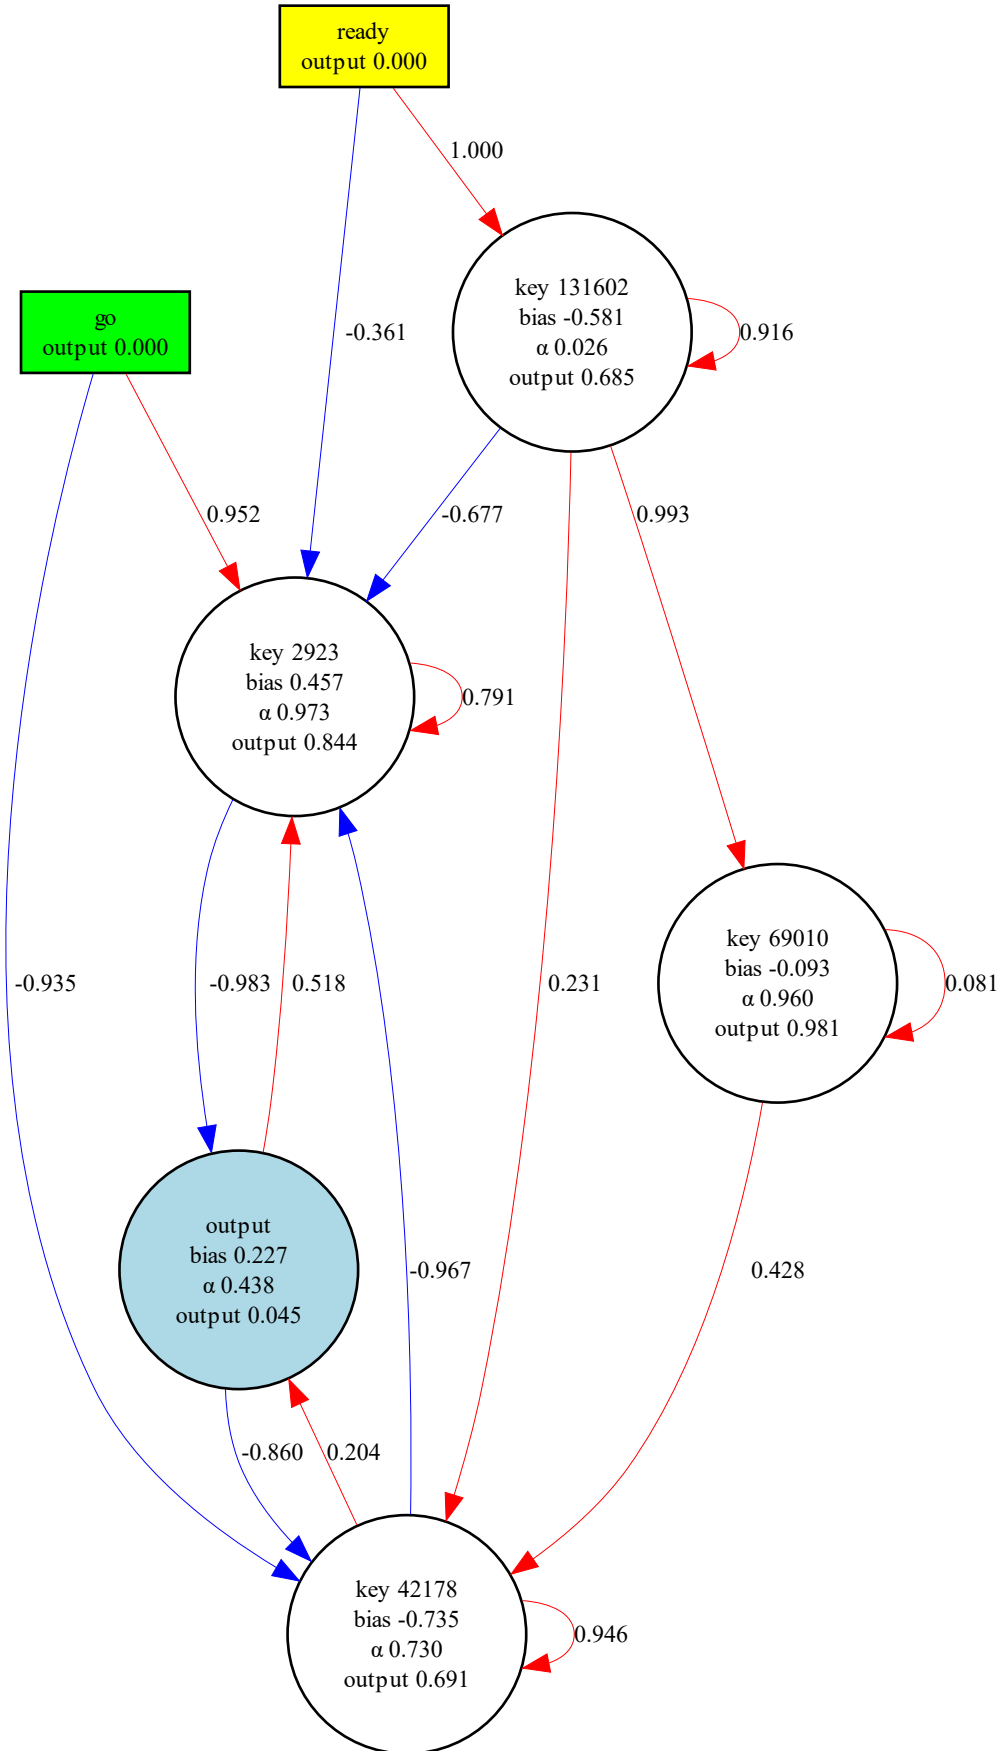 ready
output 0.000
1.000
key 131602
bias -0.581
α 0.026
output 0.685
0.916
-0.361
go
output 0.000
0.952
-0.677
0.993
key 2923
bias 0.457
α 0.973
output 0.844
0.791
key 69010
bias -0.093
α 0.960
output 0.981
0.081
-0.935
-0.983
0.518
0.231
output
bias 0.227
α 0.438
output 0.045
-0.967
0.428
-0.860
0.204
key 42178
bias -0.735
α 0.730
output 0.691
0.946